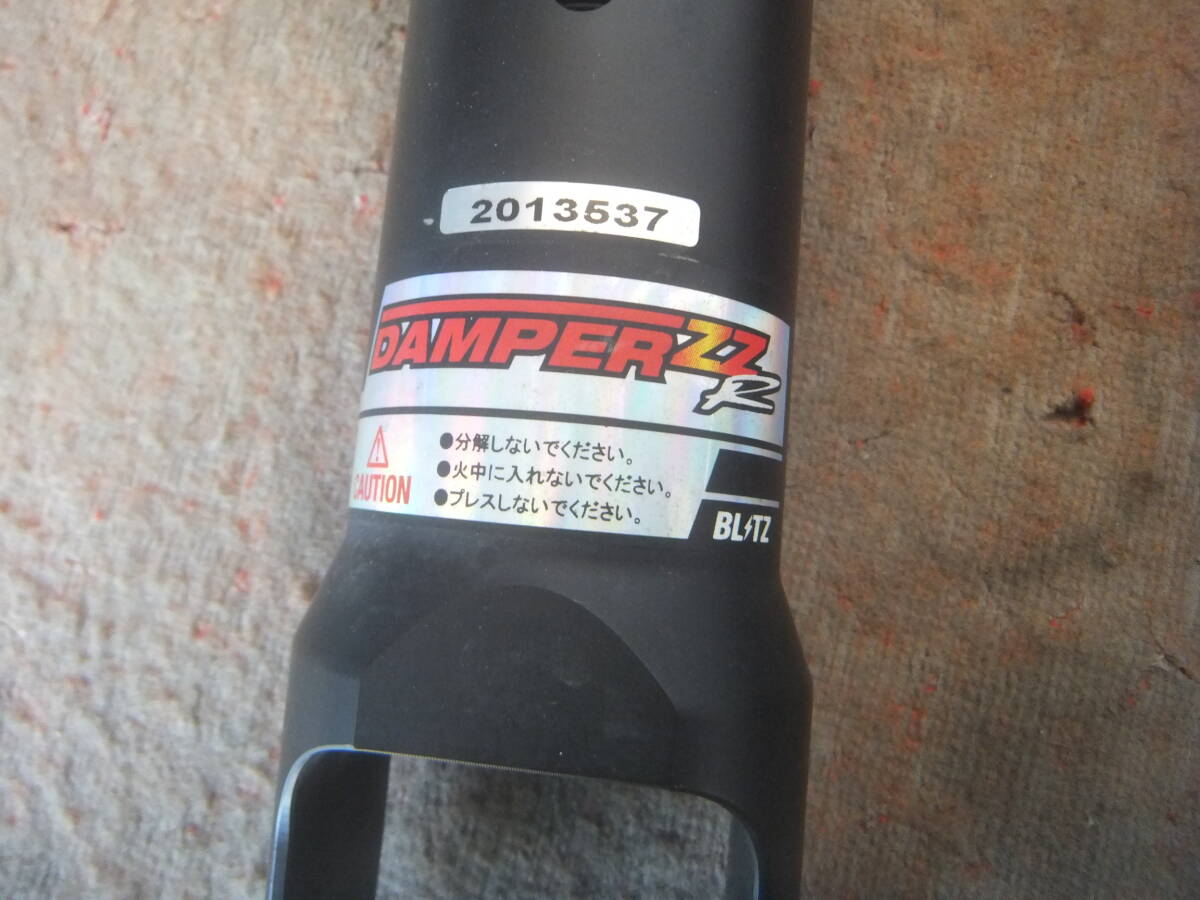 2013537
DAMPER ZZ
R
●分解しないでください。
●火中に入れないでください。
●プレスしないでください。
CAUTION
BLITZ